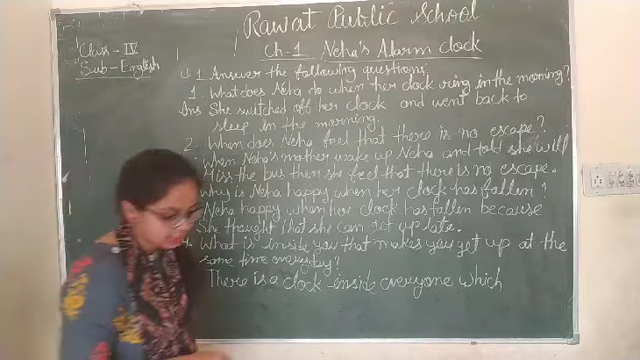 Rawat Public School
Class - IV
Sub - English
Ch-1 Neha's Alarm clock
Q 1. Answer the following questions!
1. What does Neha do when her clock ring in the morning?
Ans She switched off her clock and went back to
sleep in the morning.
2. When does Neha feel that there is no escape?
When Neha's mother wake up Neha and told she will
Miss the bus then she feel that there is no escape.
Why is Neha happy when her clock has fallen?
Neha happy when her clock has fallen because
She thought that she can get up late.
4. What is inside you that makes you get up at the
same time everyday?
There is a clock inside everyone which